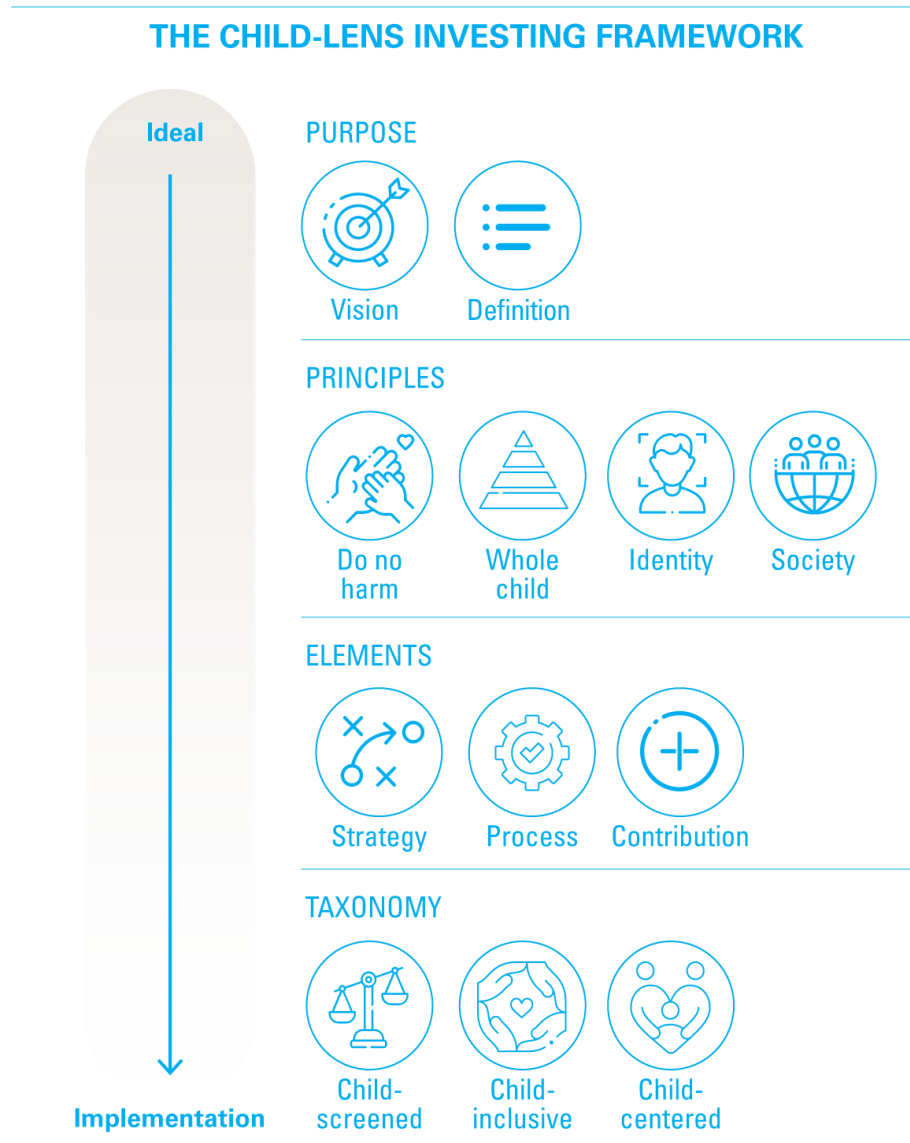 THE CHILD-LENS INVESTING FRAMEWORK
Ideal
PURPOSE
Vision
Definition
PRINCIPLES
Do no
harm
Whole
child
Identity
Society
ELEMENTS
Strategy
Process
Contribution
TAXONOMY
Child-
screened
Child-
inclusive
Child-
centered
Implementation